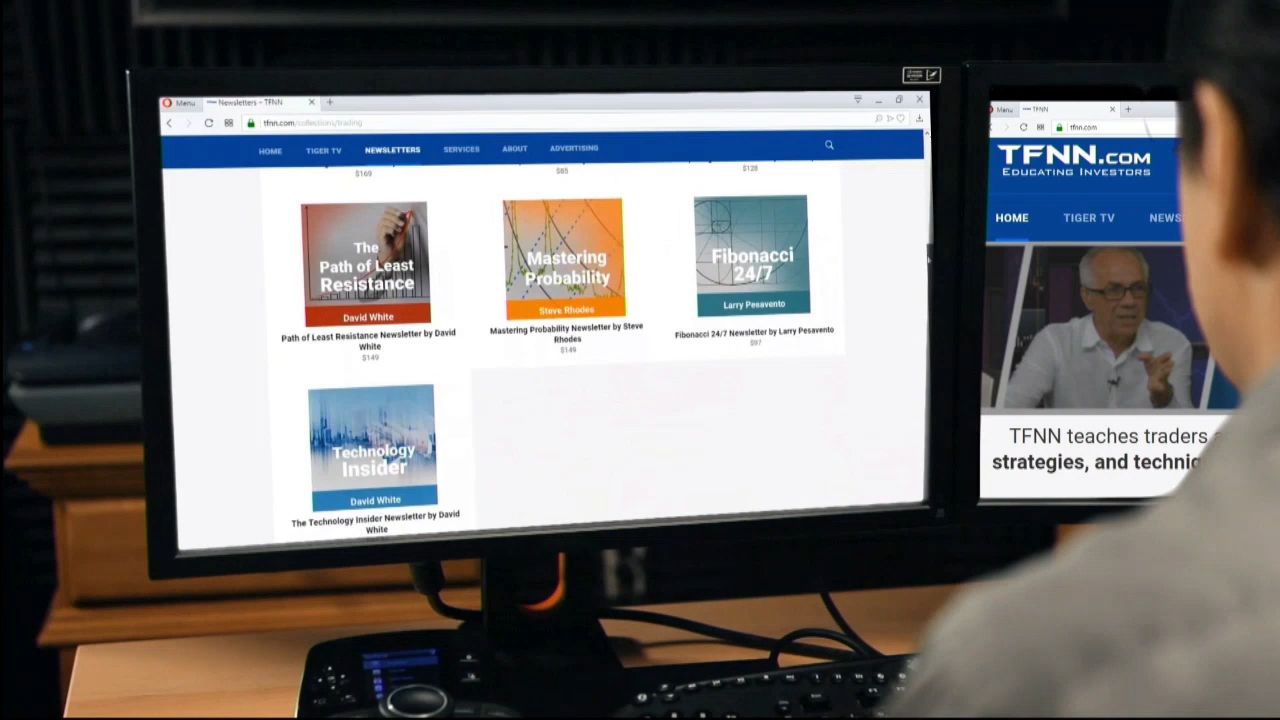 Menu
Newsletters – TFNN
tfnn.com/collections/trading
HOME
TIGER TV
NEWSLETTERS
SERVICES
ABOUT
ADVERTISING
$169
$85
$128
The
Path of Least
Resistance
David White
Path of Least Resistance Newsletter by David
White
$149
Mastering
Probability
Steve Rhodes
Mastering Probability Newsletter by Steve
Rhodes
$149
Fibonacci
24/7
Larry Pesavento
Fibonacci 24/7 Newsletter by Larry Pesavento
$97
Technology
Insider
David White
The Technology Insider Newsletter by David
White
Menu
TFNN
tfnn.com
TFNN.COM
EDUCATING INVESTORS
HOME
TIGER TV
NEWS
TFNN teaches traders
strategies, and techniq